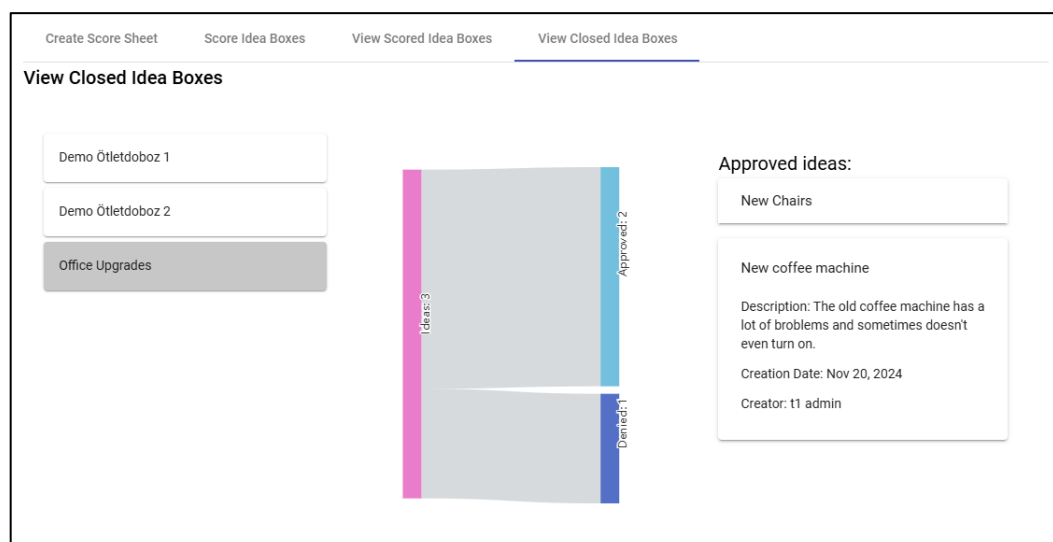 Create Score Sheet
Score Idea Boxes
View Scored Idea Boxes
View Closed Idea Boxes
View Closed Idea Boxes
Demo Ötletdoboz 1
Demo Ötletdoboz 2
Office Upgrades
Ideas: 3
Approved: 2
Denied: 1
Approved ideas:
New Chairs
New coffee machine
Description: The old coffee machine has a
lot of broblems and sometimes doesn't
even turn on.
Creation Date: Nov 20, 2024
Creator: t1 admin